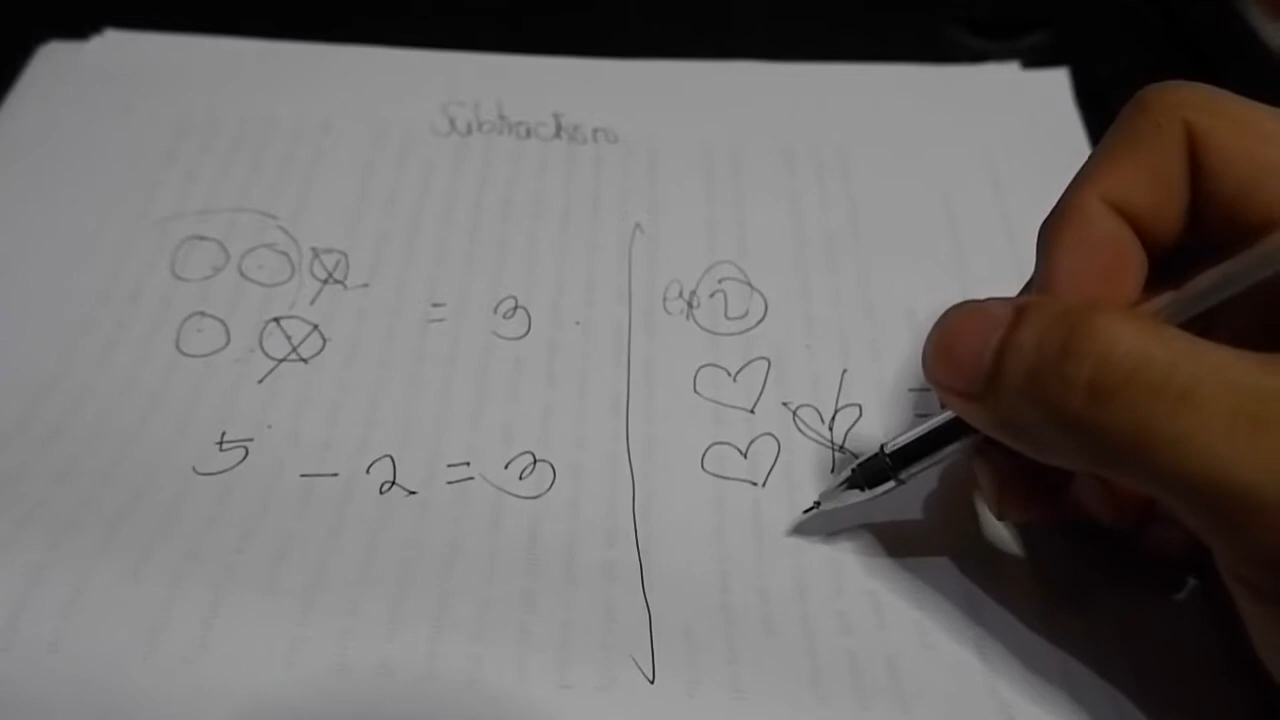 Subtraction
= 3
5 - 2 = 3
ex 2
=